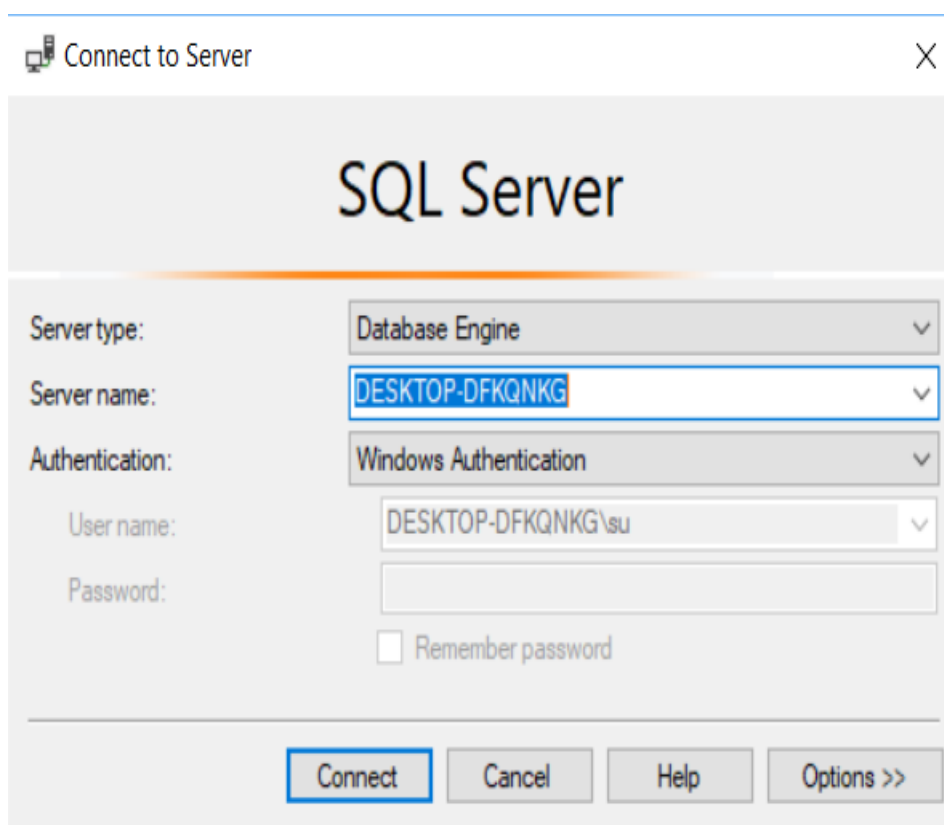 Connect to Server
SQL Server
Server type: Database Engine
Server name: DESKTOP-DFKQNKG
Authentication: Windows Authentication
User name: DESKTOP-DFKQNKG\su
Password:
Remember password
Connect Cancel Help Options >>